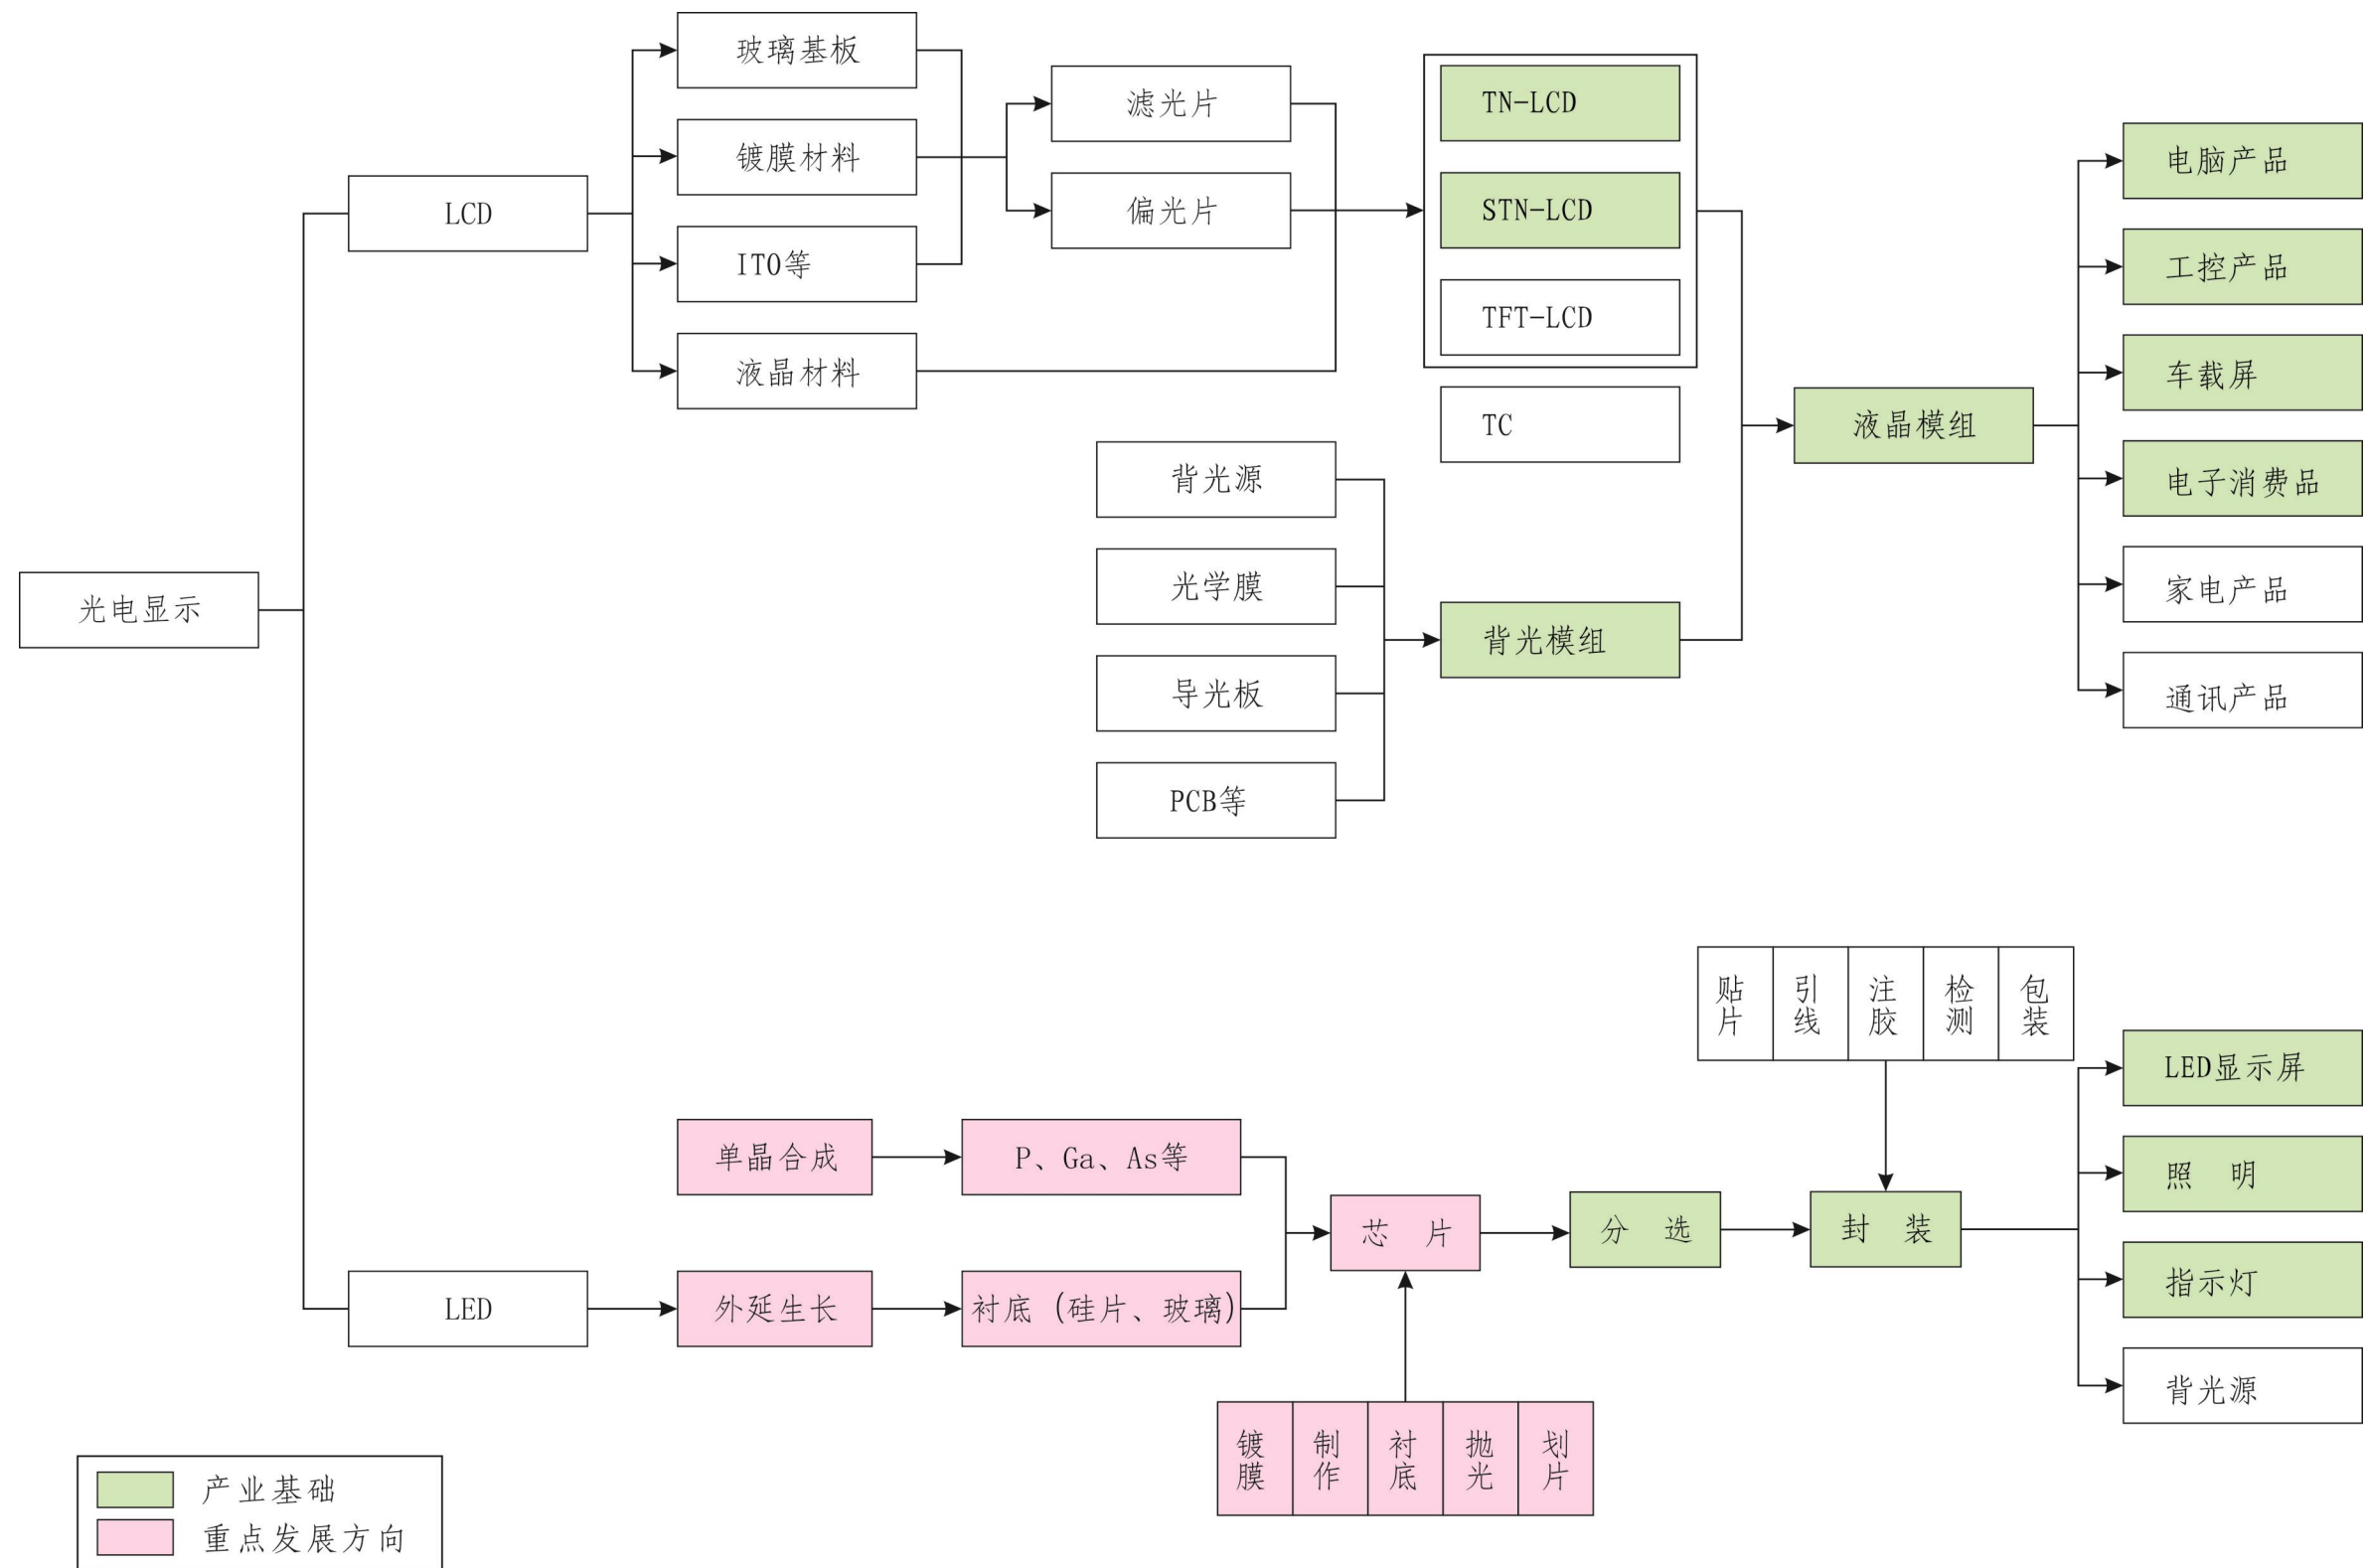 光电显示
LCD
玻璃基板
镀膜材料
ITO等
液晶材料
滤光片
偏光片
TN-LCD
STN-LCD
TFT-LCD
TC
背光源
光学膜
导光板
PCB等
背光模组
液晶模组
电脑产品
工控产品
车载屏
电子消费品
家电产品
通讯产品
LED
单晶合成
P、Ga、As等
外延生长
衬底（硅片、玻璃）
芯 片
镀膜
制作
衬底
抛光
划片
分 选
贴片
引线
注胶
检测
包装
封 装
LED显示屏
照 明
指示灯
背光源
产业基础
重点发展方向